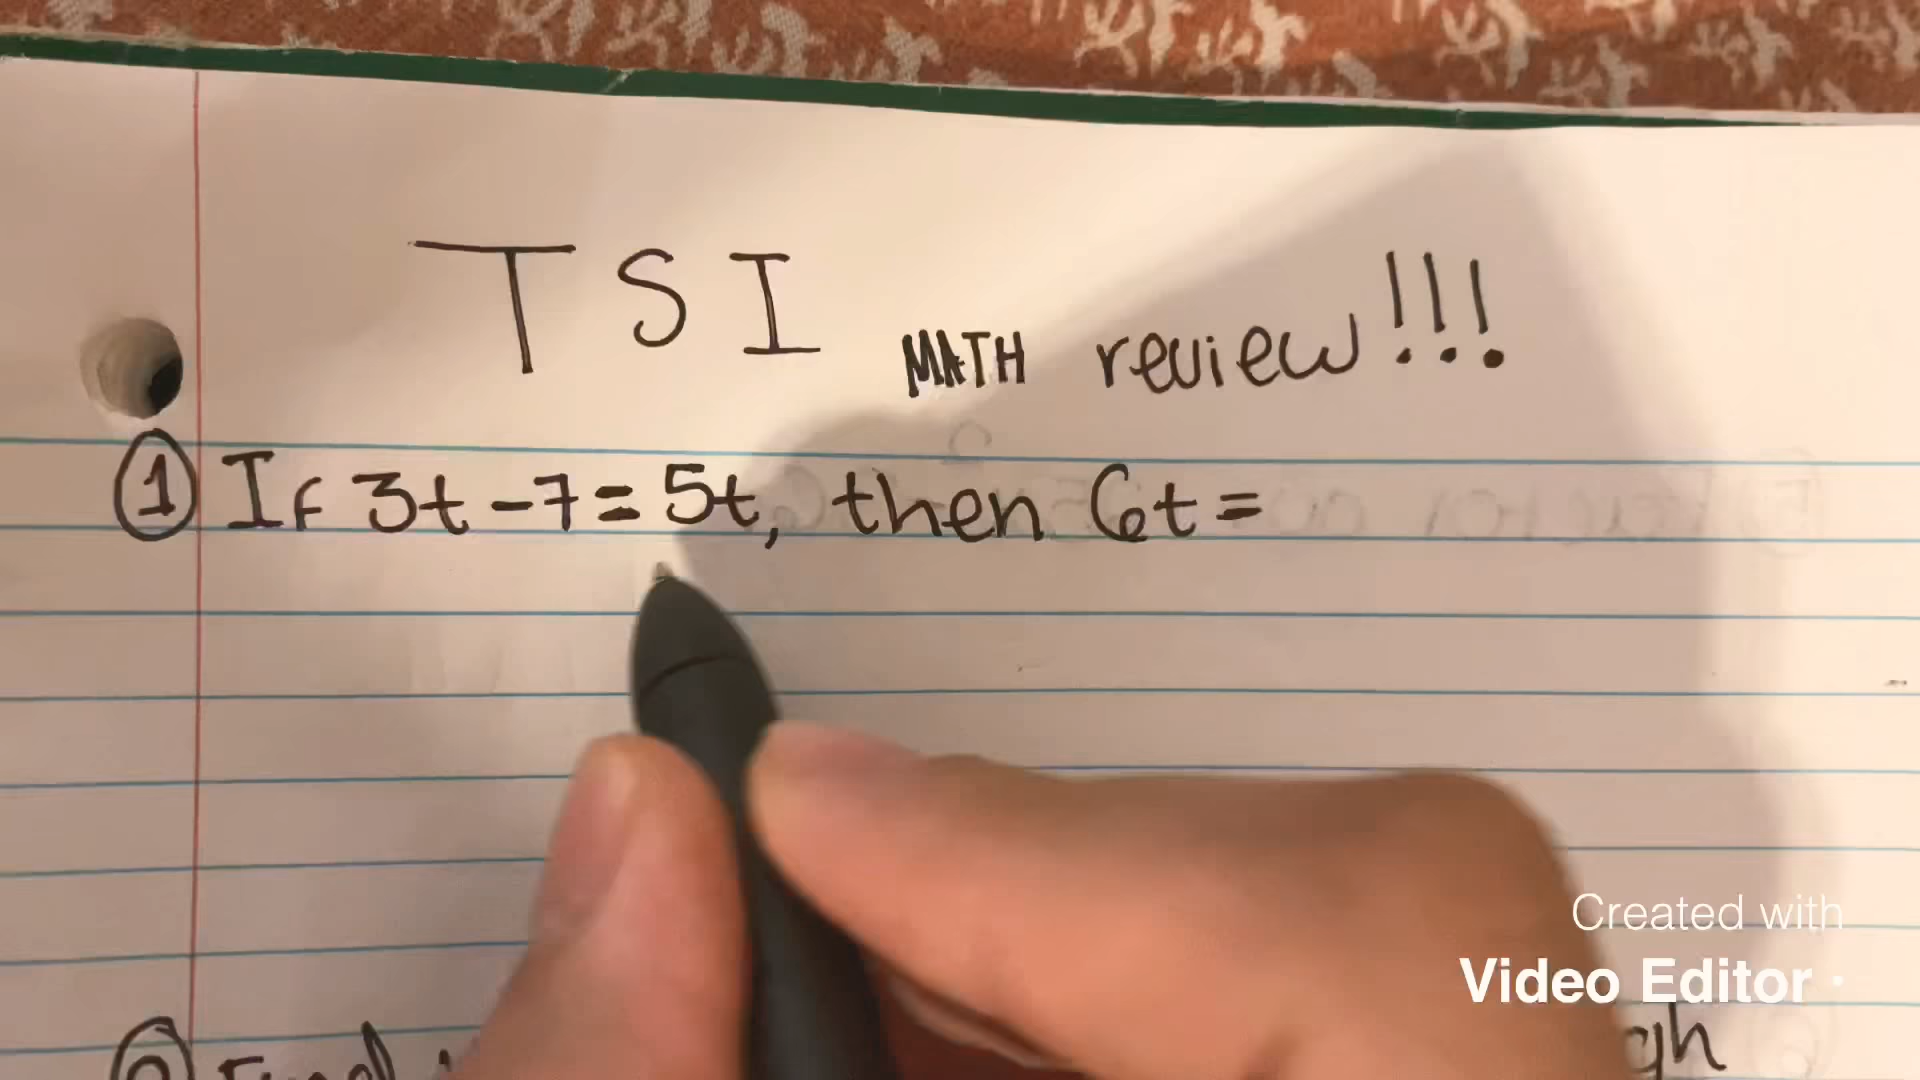 TSI MATH review!!!
1 If 3t-7=5t, then 6t=
Created with
Video Editor